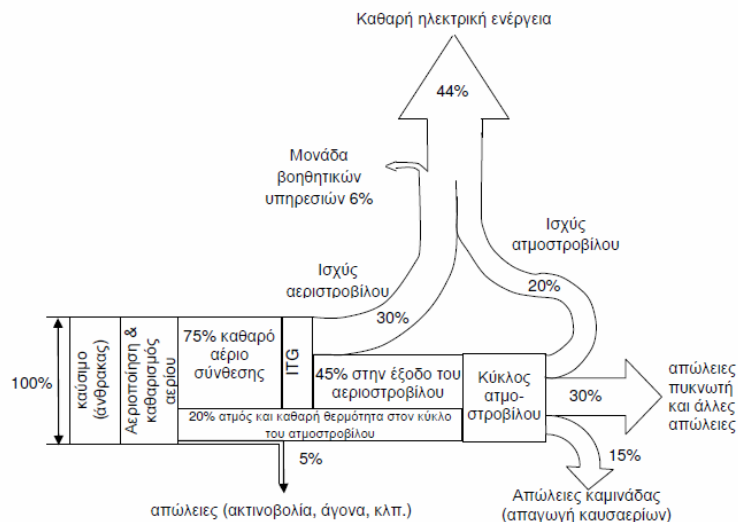 Καθαρή ηλεκτρική ενέργεια
44%
Μονάδα
βοηθητικών
υπηρεσιών 6%
Ισχύς
ατμοστροβίλου
20%
Ισχύς
αεριστροβίλου
30%
100%
καύσιμο
(άνθρακας)
Αεριοποίηση &
καθαρισμός
αερίου
75% καθαρό
αέριο
σύνθεσης
ITG
45% στην έξοδο του
αεριοστροβίλου
Κύκλος
ατμο-
στροβίλου
20% ατμός και καθαρή θερμότητα στον κύκλο
του ατμοστροβίλου
30%
απώλειες
πυκνωτή
και άλλες
απώλειες
15%
5%
Απώλειες καμινάδας
(απαγωγή καυσαερίων)
απώλειες (ακτινοβολία, άγονα, κλπ.)